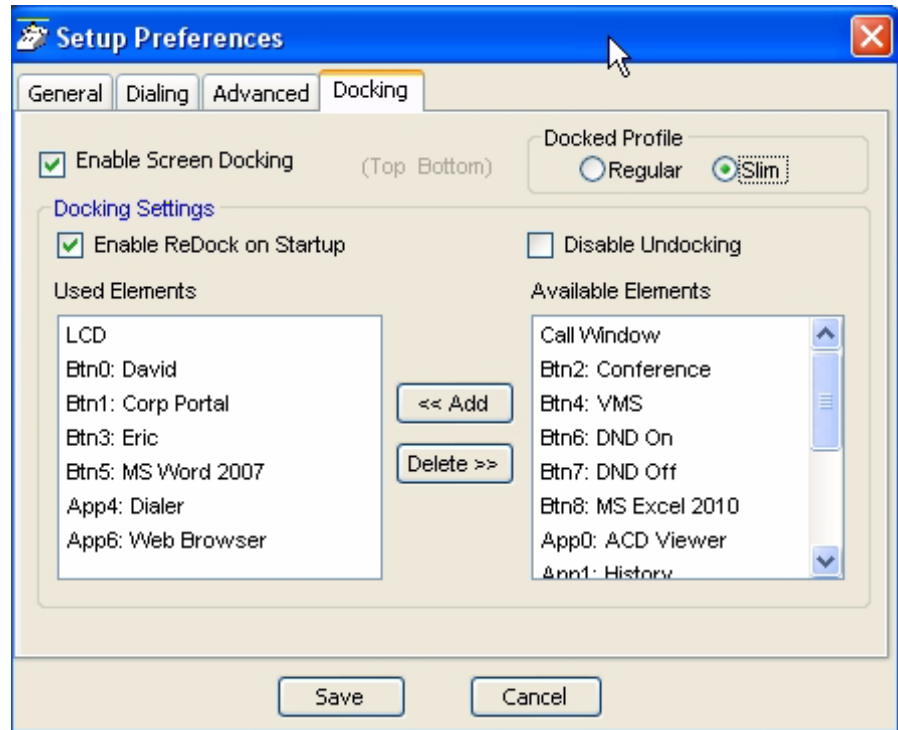 Setup Preferences
General Dialing Advanced Docking
Enable Screen Docking (Top Bottom)
Docked Profile
Regular Slim
Docking Settings
Enable ReDock on Startup
Disable Undocking
Used Elements
LCD
Btn0: David
Btn1: Corp Portal
Btn3: Eric
Btn5: MS Word 2007
App4: Dialer
App6: Web Browser
<< Add
Delete >>
Available Elements
Call Window
Btn2: Conference
Btn4: VMS
Btn6: DND On
Btn7: DND Off
Btn8: MS Excel 2010
App0: ACD Viewer
App1: History
Save Cancel